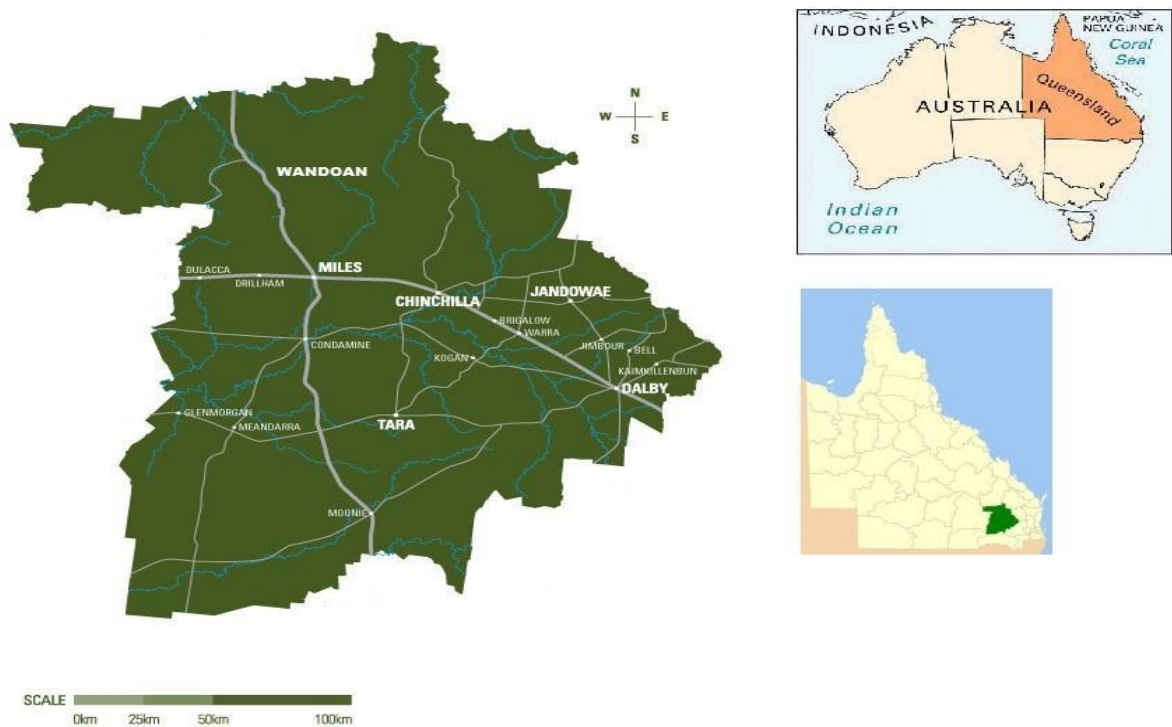 N
W E
S
WANDOAN
DULACCA
DRILLHAM
MILES
CHINCHILLA
JANDOWAE
BRIGALOW
WARRA
CONDAMINE
KOGAN
JIMBOUR
BELL
KAIMKILLENBUN
DALBY
GLENMORGAN
MEANDARRA
TARA
MOONIE
SCALE
0km 25km 50km 100km
INDONESIA
PAPUA
NEW GUINEA
Coral
Sea
Queensland
AUSTRALIA
Indian
Ocean